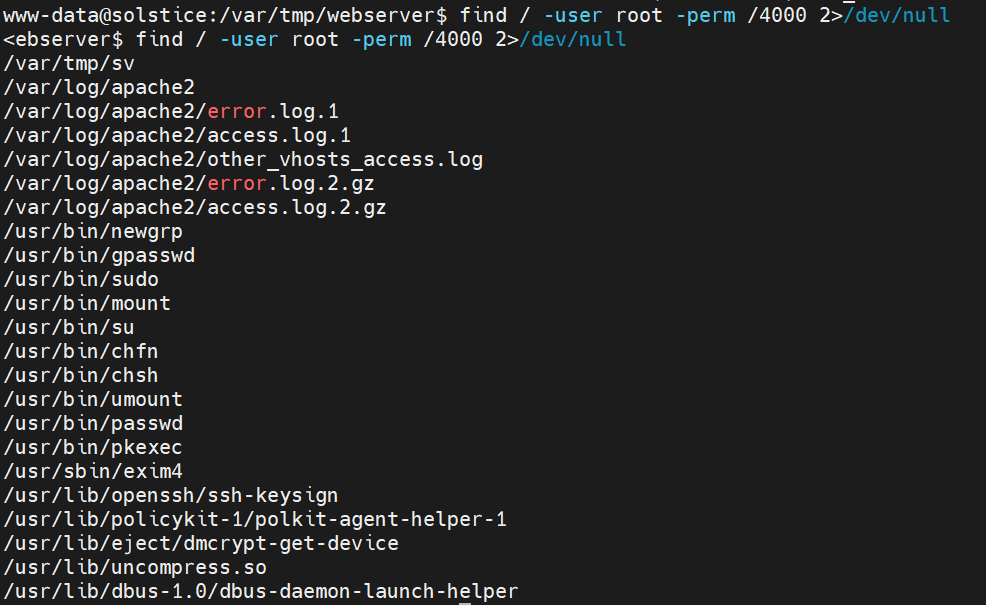 www-data@solstice:/var/tmp/webserver$ find / -user root -perm /4000 2>/dev/null
<ebserver$ find / -user root -perm /4000 2>/dev/null
/var/tmp/sv
/var/log/apache2
/var/log/apache2/error.log.1
/var/log/apache2/access.log.1
/var/log/apache2/other_vhosts_access.log
/var/log/apache2/error.log.2.gz
/var/log/apache2/access.log.2.gz
/usr/bin/newgrp
/usr/bin/gpasswd
/usr/bin/sudo
/usr/bin/mount
/usr/bin/su
/usr/bin/chfn
/usr/bin/chsh
/usr/bin/umount
/usr/bin/passwd
/usr/bin/pkexec
/usr/sbin/exim4
/usr/lib/openssh/ssh-keysign
/usr/lib/policykit-1/polkit-agent-helper-1
/usr/lib/eject/dmcrypt-get-device
/usr/lib/uncompress.so
/usr/lib/dbus-1.0/dbus-daemon-launch-helper